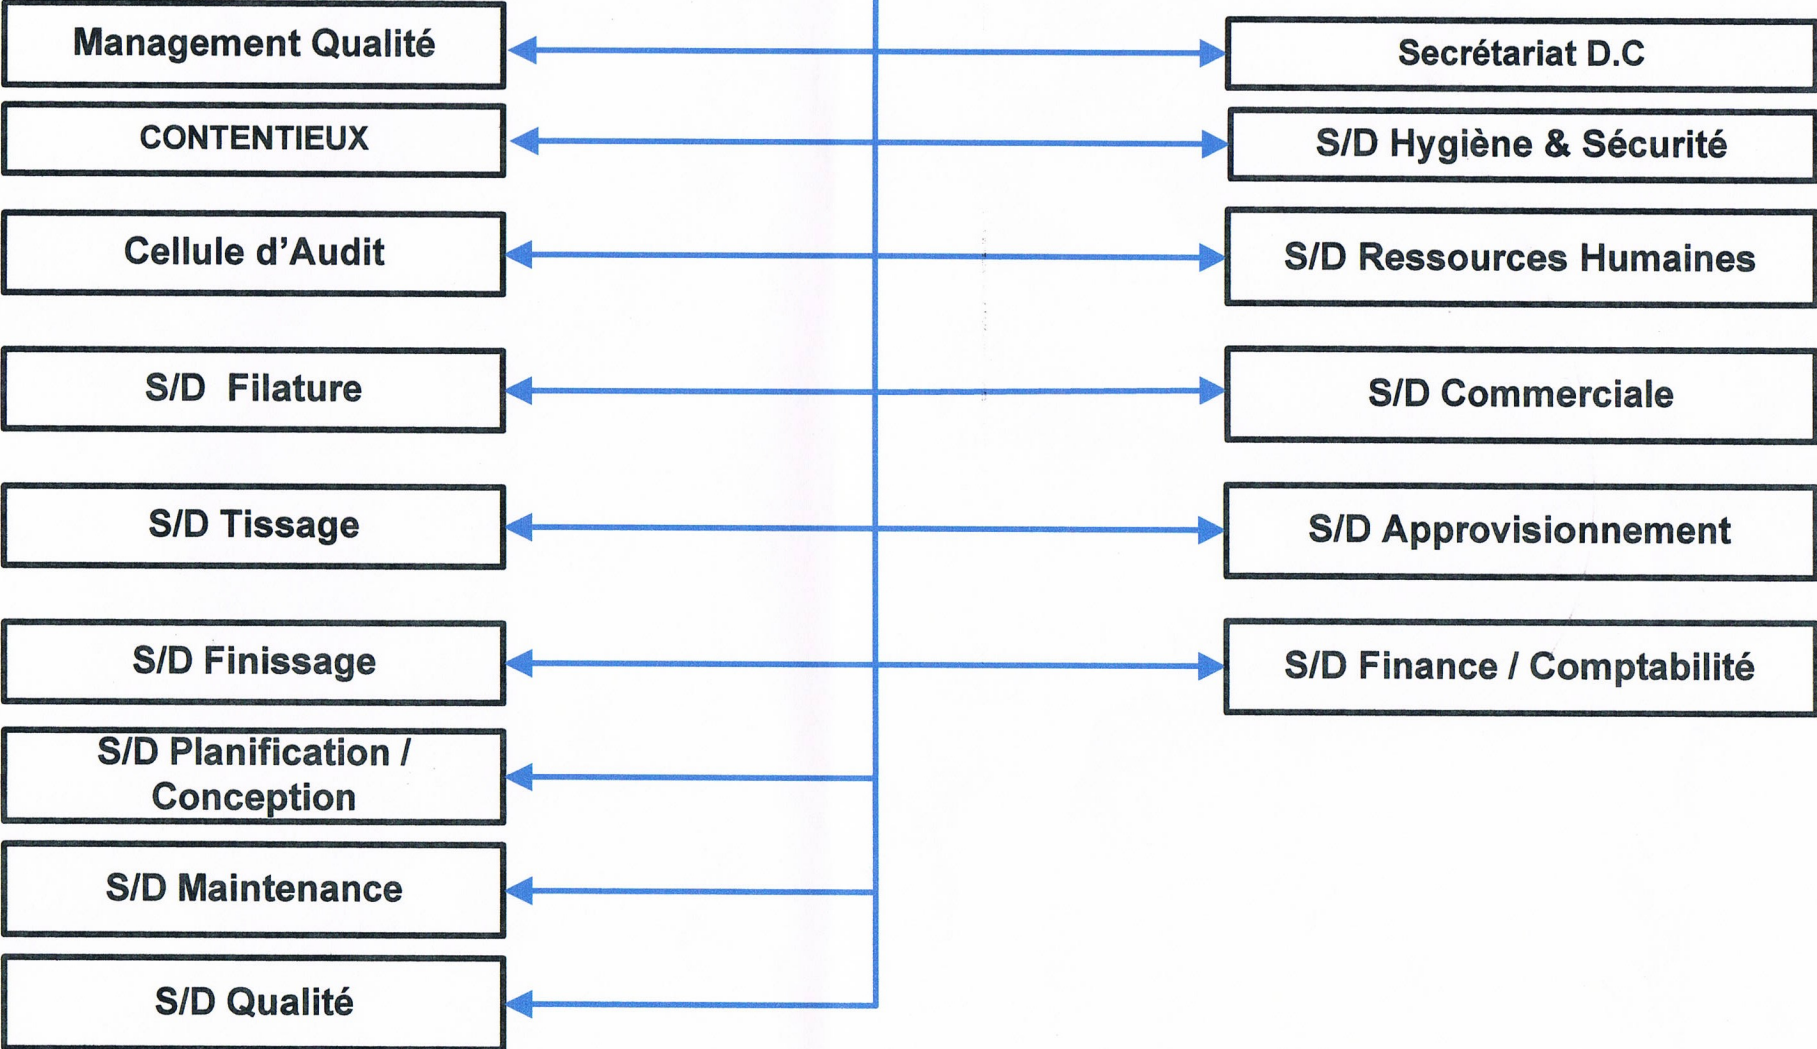 Management Qualité
Secrétariat D.C
CONTENTIEUX
S/D Hygiène & Sécurité
Cellule d’Audit
S/D Ressources Humaines
S/D Filature
S/D Commerciale
S/D Tissage
S/D Approvisionnement
S/D Finissage
S/D Finance / Comptabilité
S/D Planification /
Conception
S/D Maintenance
S/D Qualité